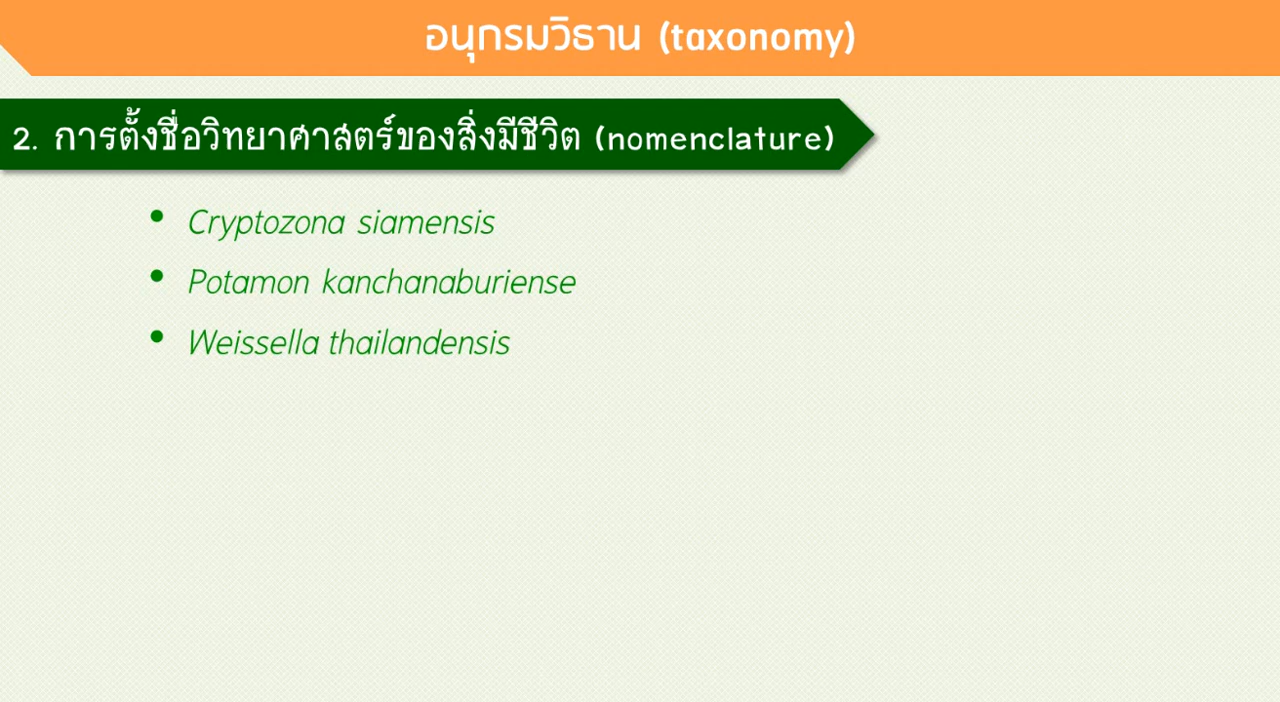 อนุกรมวิธาน (taxonomy)
2. การตั้งชื่อวิทยาศาสตร์ของสิ่งมีชีวิต (nomenclature)
• Cryptozona siamensis
• Potamon kanchanaburiense
• Weissella thailandensis